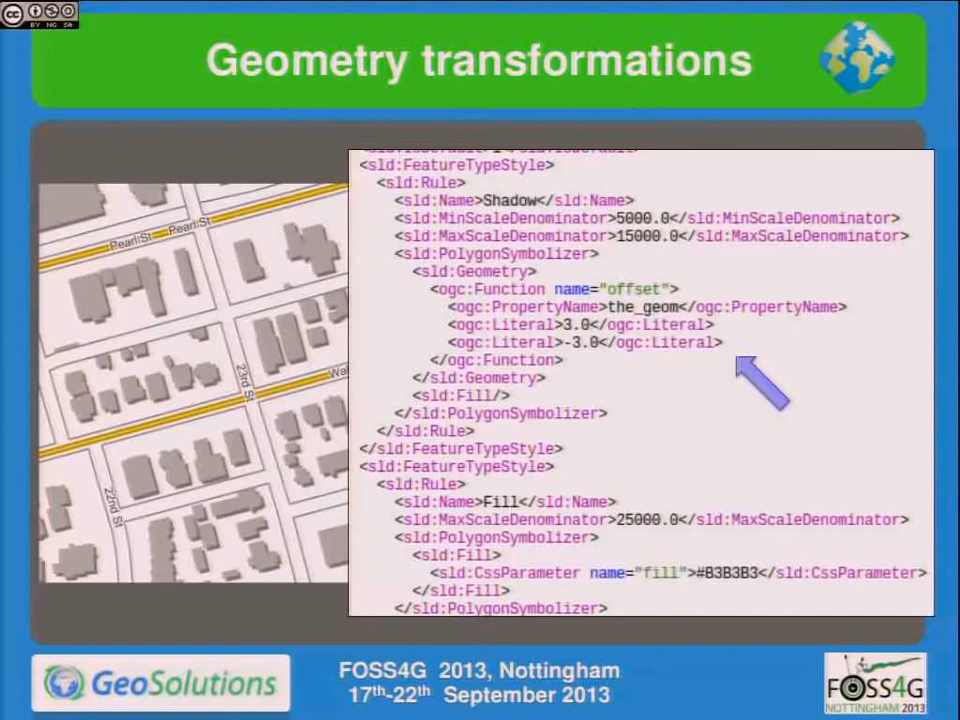 BY NC SA
Geometry transformations
<sld:FeatureTypeStyle>
<sld:Rule>
<sld:Name>Shadow</sld:Name>
<sld:MinScaleDenominator>5000.0</sld:MinScaleDenominator>
<sld:MaxScaleDenominator>15000.0</sld:MaxScaleDenominator>
<sld:PolygonSymbolizer>
<sld:Geometry>
<ogc:Function name="offset">
<ogc:PropertyName>the_geom</ogc:PropertyName>
<ogc:Literal>3.0</ogc:Literal>
<ogc:Literal>-3.0</ogc:Literal>
</ogc:Function>
</sld:Geometry>
<sld:Fill/>
</sld:PolygonSymbolizer>
</sld:Rule>
</sld:FeatureTypeStyle>
<sld:FeatureTypeStyle>
<sld:Rule>
<sld:Name>Fill</sld:Name>
<sld:MaxScaleDenominator>25000.0</sld:MaxScaleDenominator>
<sld:PolygonSymbolizer>
<sld:Fill>
<sld:CssParameter name="fill">#B3B3B3</sld:CssParameter>
</sld:Fill>
</sld:PolygonSymbolizer>
Pearl St Pearl St
23rd St
Wal
22nd St
GeoSolutions
FOSS4G 2013, Nottingham
17th-22th September 2013
FOSS4G
NOTTINGHAM 2013